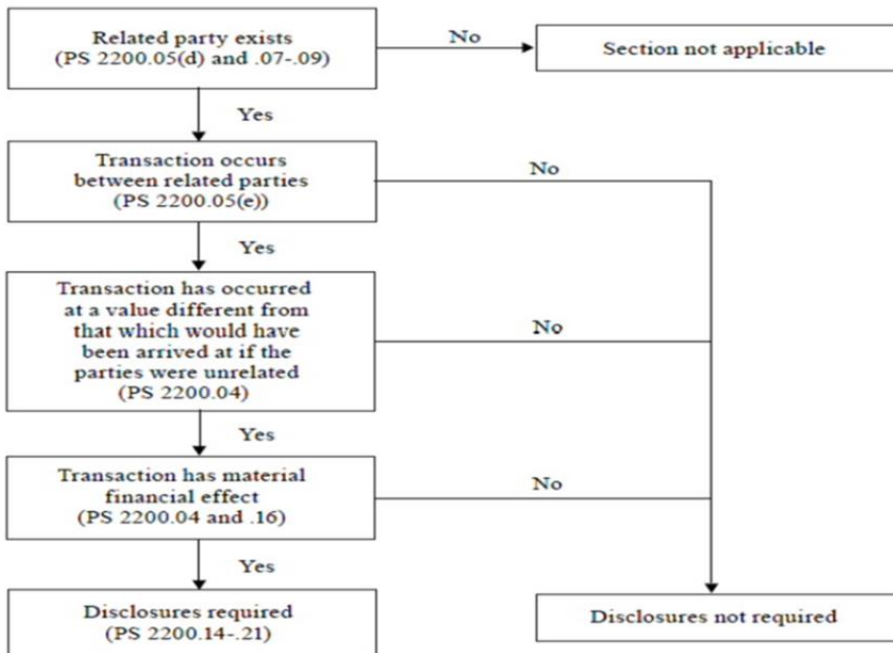 Related party exists
(PS 2200.05(d) and .07-.09)
No
Section not applicable
Yes
Transaction occurs
between related parties
(PS 2200.05(e))
No
Yes
Transaction has occurred
at a value different from
that which would have
been arrived at if the
parties were unrelated
(PS 2200.04)
No
Yes
Transaction has material
financial effect
(PS 2200.04 and .16)
No
Yes
Disclosures required
(PS 2200.14-.21)
Disclosures not required